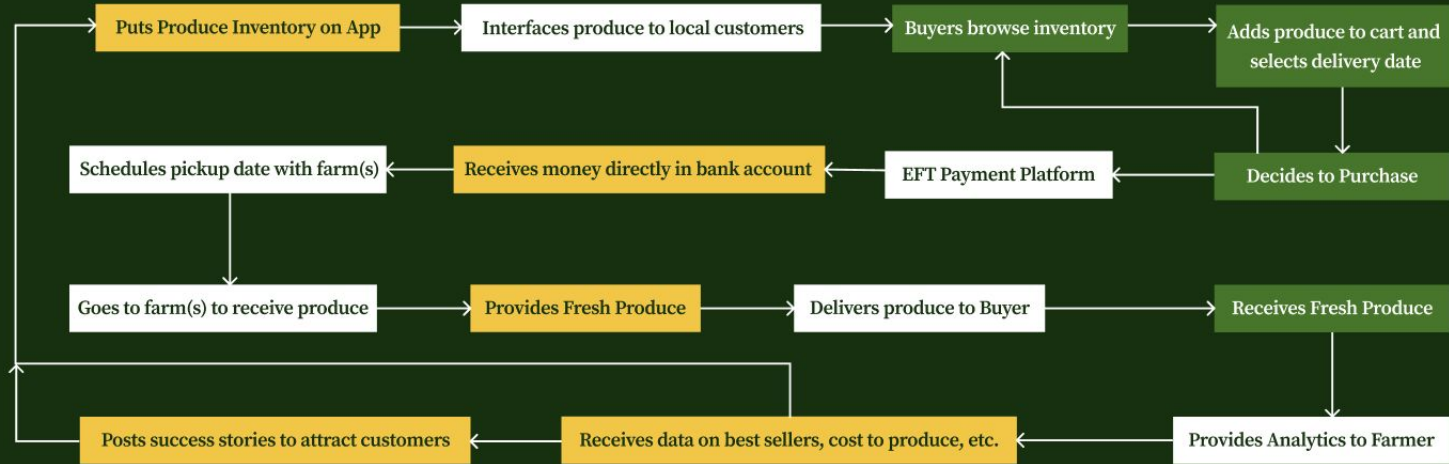 Puts Produce Inventory on App
Interfaces produce to local customers
Buyers browse inventory
Adds produce to cart and
selects delivery date
Schedules pickup date with farm(s)
Receives money directly in bank account
EFT Payment Platform
Decides to Purchase
Goes to farm(s) to receive produce
Provides Fresh Produce
Delivers produce to Buyer
Receives Fresh Produce
Posts success stories to attract customers
Receives data on best sellers, cost to produce, etc.
Provides Analytics to Farmer